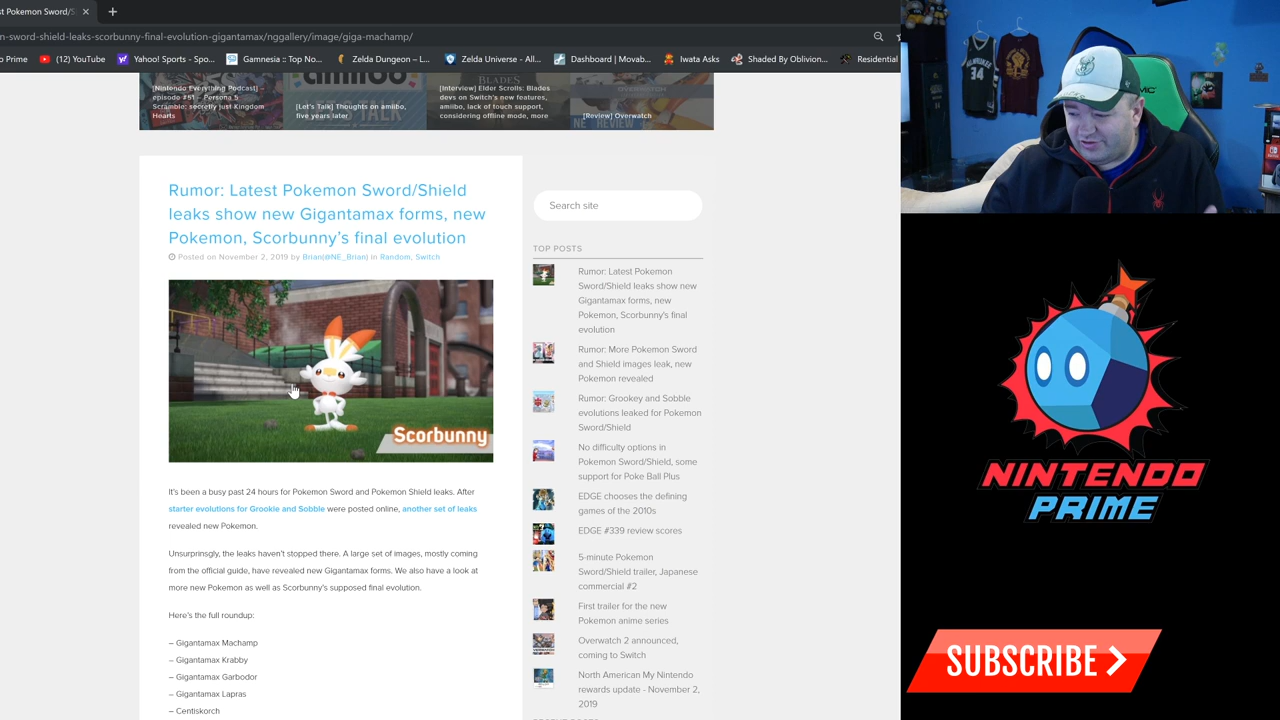 st Pokemon Sword/S
n-sword-shield-leaks-scorbunny-final-evolution-gigantamax/nggallery/image/giga-machamp/
o Prime
(12) YouTube
Yahoo! Sports - Spo...
Gamnesia :: Top No...
Zelda Dungeon – L...
Zelda Universe - All...
Dashboard | Movab...
Iwata Asks
Shaded By Oblivion...
Residential
[Nintendo Everything Podcast] –
episode #51 – Persona 5
Scramble: secretly just Kingdom
Hearts
amiibo
TALK
[Let's Talk] Thoughts on amiibo,
five years later
BLADES
[Interview] Elder Scrolls: Blades
devs on Switch's new features,
amiibo, lack of touch support,
considering offline mode, more
OVERWATCH
NE REVIEW
[Review] Overwatch
Rumor: Latest Pokemon Sword/Shield
leaks show new Gigantamax forms, new
Pokemon, Scorbunny's final evolution
Posted on November 2, 2019 by Brian(@NE_Brian) in Random, Switch
Scorbunny
It's been a busy past 24 hours for Pokemon Sword and Pokemon Shield leaks. After
starter evolutions for Grookie and Sobble were posted online, another set of leaks
revealed new Pokemon.
Unsurprinsgly, the leaks haven't stopped there. A large set of images, mostly coming
from the official guide, have revealed new Gigantamax forms. We also have a look at
more new Pokemon as well as Scorbunny's supposed final evolution.
Here's the full roundup:
– Gigantamax Machamp
– Gigantamax Krabby
– Gigantamax Garbodor
– Gigantamax Lapras
– Centiskorch
Search site
TOP POSTS
Rumor: Latest Pokemon
Sword/Shield leaks show new
Gigantamax forms, new
Pokemon, Scorbunny's final
evolution
Rumor: More Pokemon Sword
and Shield images leak, new
Pokemon revealed
Rumor: Grookey and Sobble
evolutions leaked for Pokemon
Sword/Shield
No difficulty options in
Pokemon Sword/Shield, some
support for Poke Ball Plus
EDGE chooses the defining
games of the 2010s
EDGE #339 review scores
5-minute Pokemon
Sword/Shield trailer, Japanese
commercial #2
First trailer for the new
Pokemon anime series
Overwatch 2 announced,
coming to Switch
North American My Nintendo
rewards update - November 2,
2019
34
NINTENDO
PRIME
SUBSCRIBE